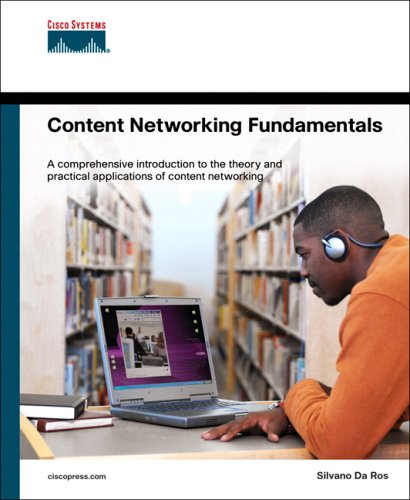 CISCO SYSTEMS
Content Networking Fundamentals
A comprehensive introduction to the theory and
practical applications of content networking
ciscopress.com
Silvano Da Ros